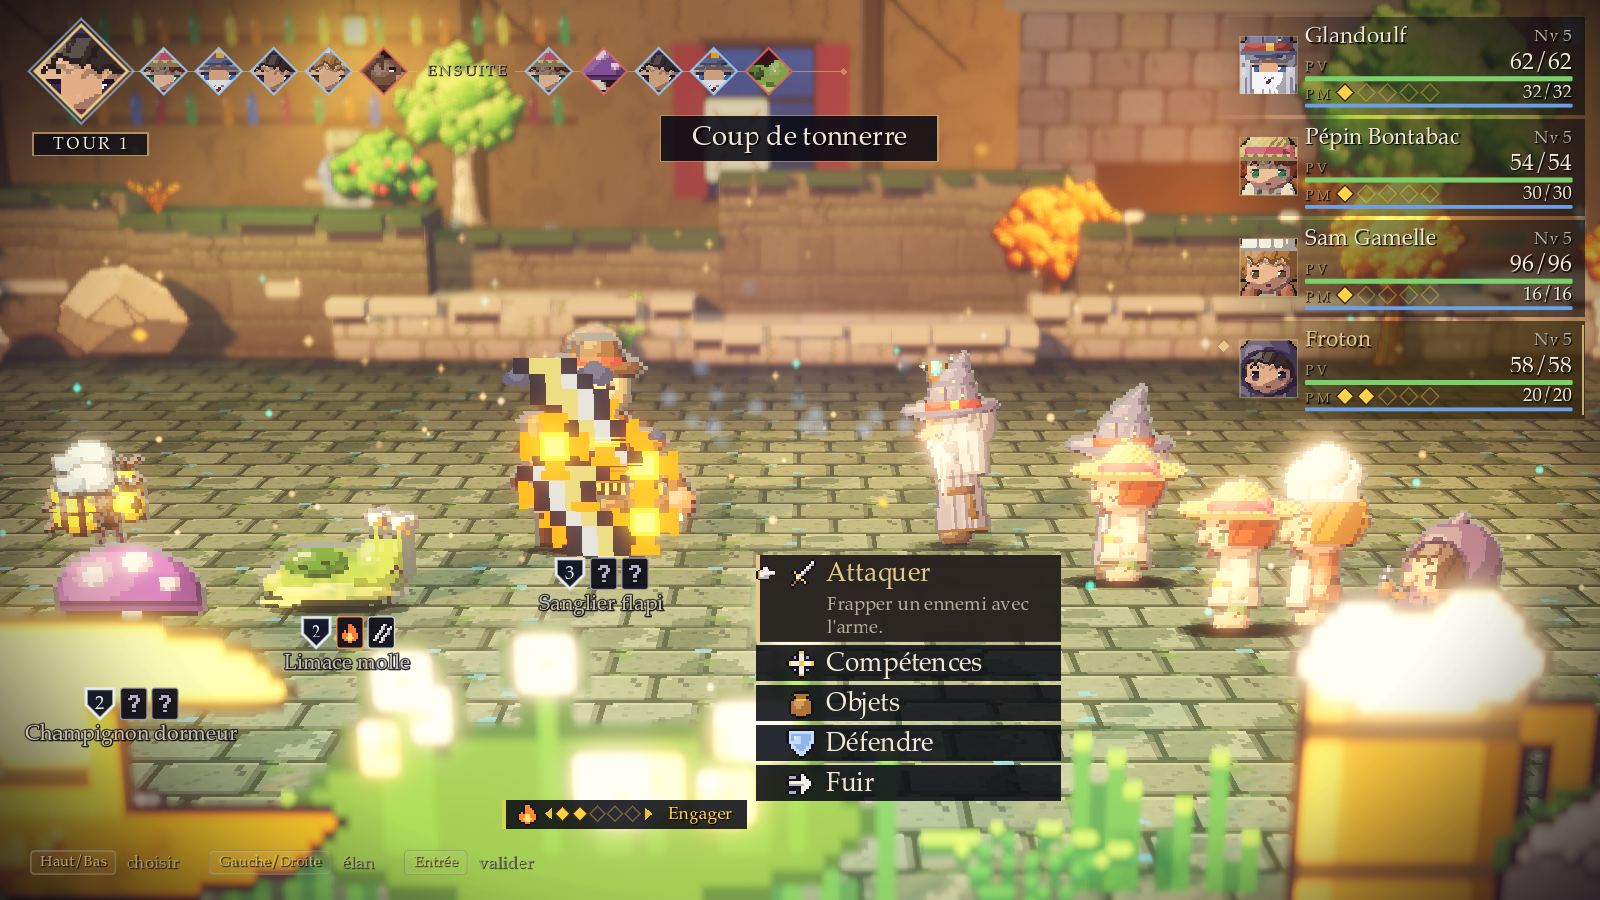 ENSUITE
TOUR 1
Coup de tonnerre
Glandoulf Nv 5
PV 62/62
PM 32/32
Pépin Bontabac Nv 5
PV 54/54
PM 30/30
Sam Gamelle Nv 5
PV 96/96
PM 16/16
Froton Nv 5
PV 58/58
PM 20/20
3 ? ?
Sanglier flapi
2
Limace molle
2 ? ?
Champignon dormeur
Attaquer
Frapper un ennemi avec
l'arme.
Compétences
Objets
Défendre
Fuir
Engager
Haut/Bas choisir Gauche/Droite élan Entrée valider